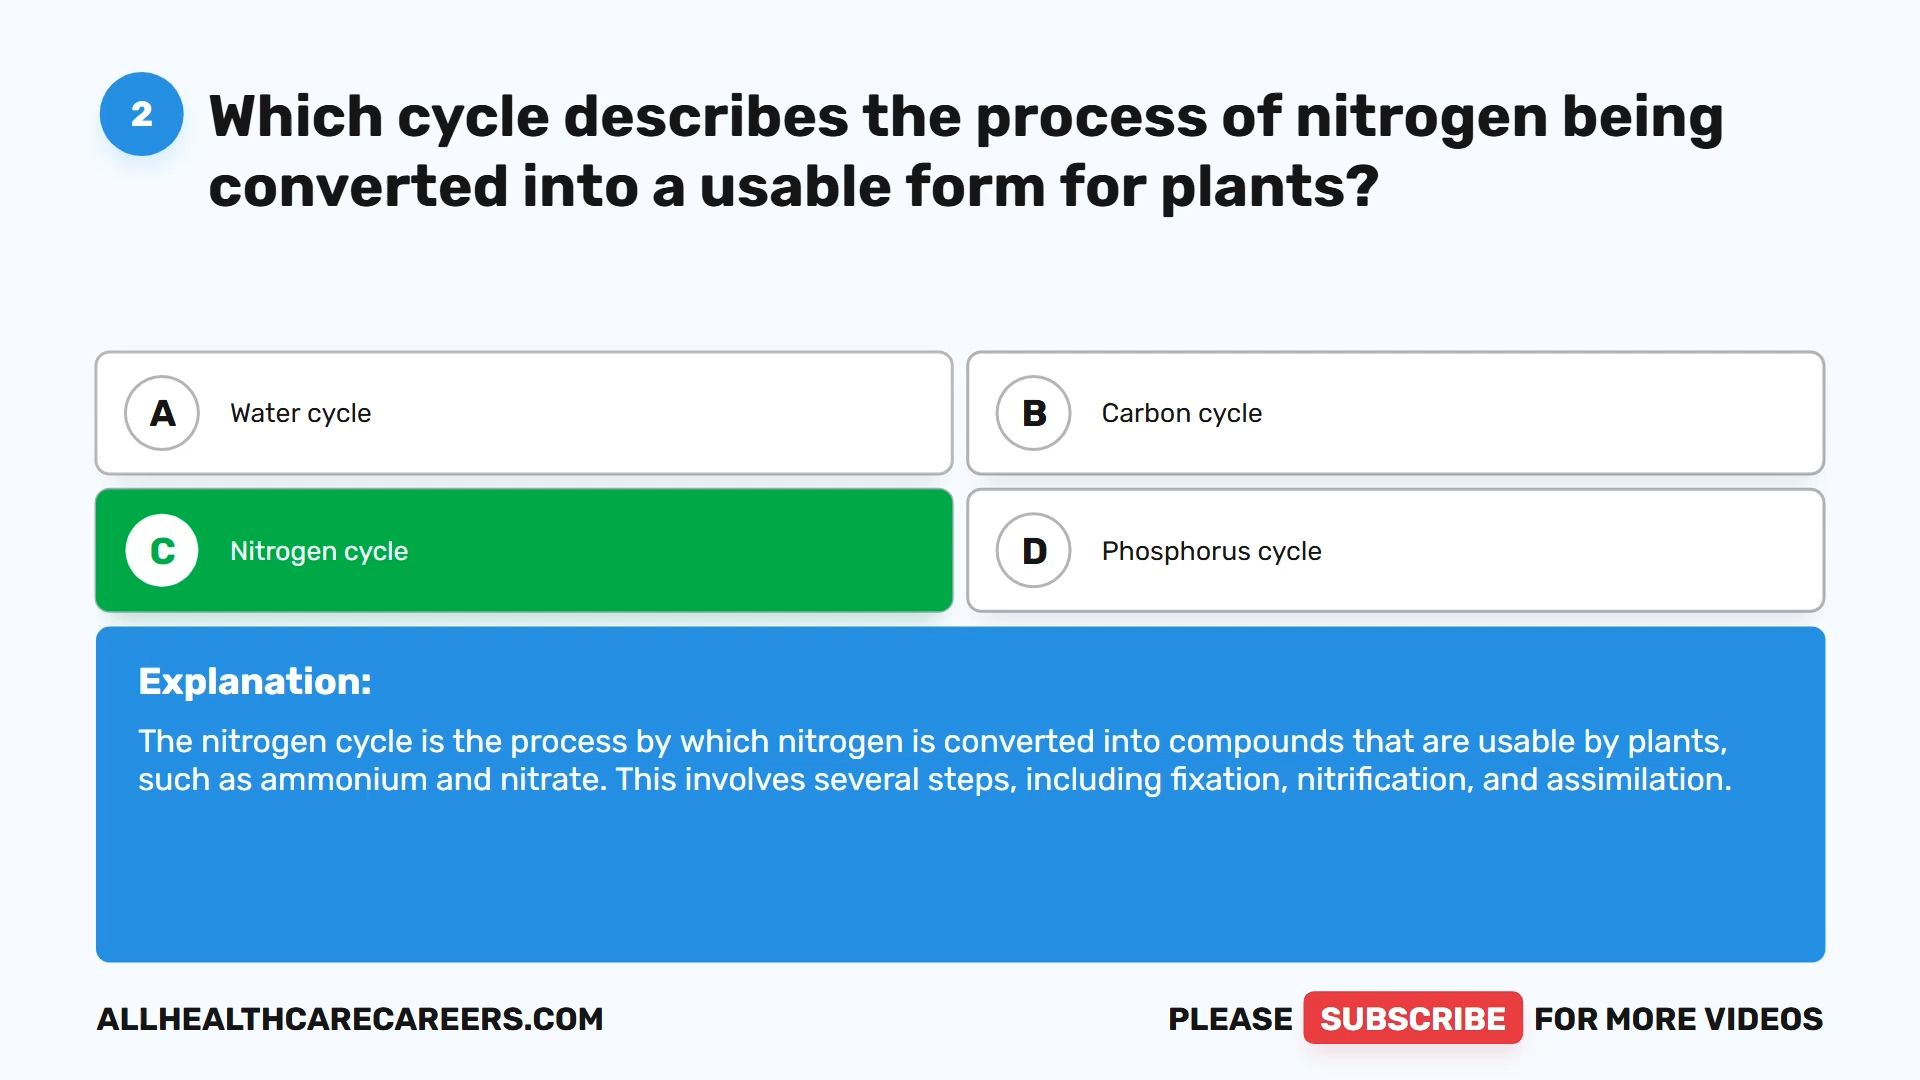 2
Which cycle describes the process of nitrogen being
converted into a usable form for plants?
A Water cycle
B Carbon cycle
C Nitrogen cycle
D Phosphorus cycle
Explanation:
The nitrogen cycle is the process by which nitrogen is converted into compounds that are usable by plants,
such as ammonium and nitrate. This involves several steps, including fixation, nitrification, and assimilation.
ALLHEALTHCARECAREERS.COM
PLEASE SUBSCRIBE FOR MORE VIDEOS